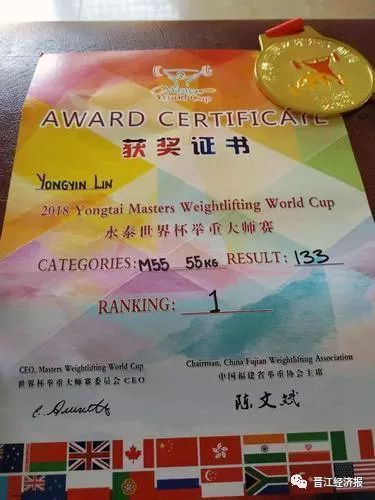 Masters
World Cup
AWARD CERTIFICATE
获奖证书
YONGYIN LIN
2018 Yongtai Masters Weightlifting World Cup
永泰世界杯举重大师赛
CATEGORIES: M55 55KG RESULT: 133
RANKING: 1
CEO, Masters Weightlifting World Cup
世界杯举重大师赛委员会CEO
Chairman, China Fujian Weightlifting Association
中国福建省举重协会主席
陈文斌
晋江经济报